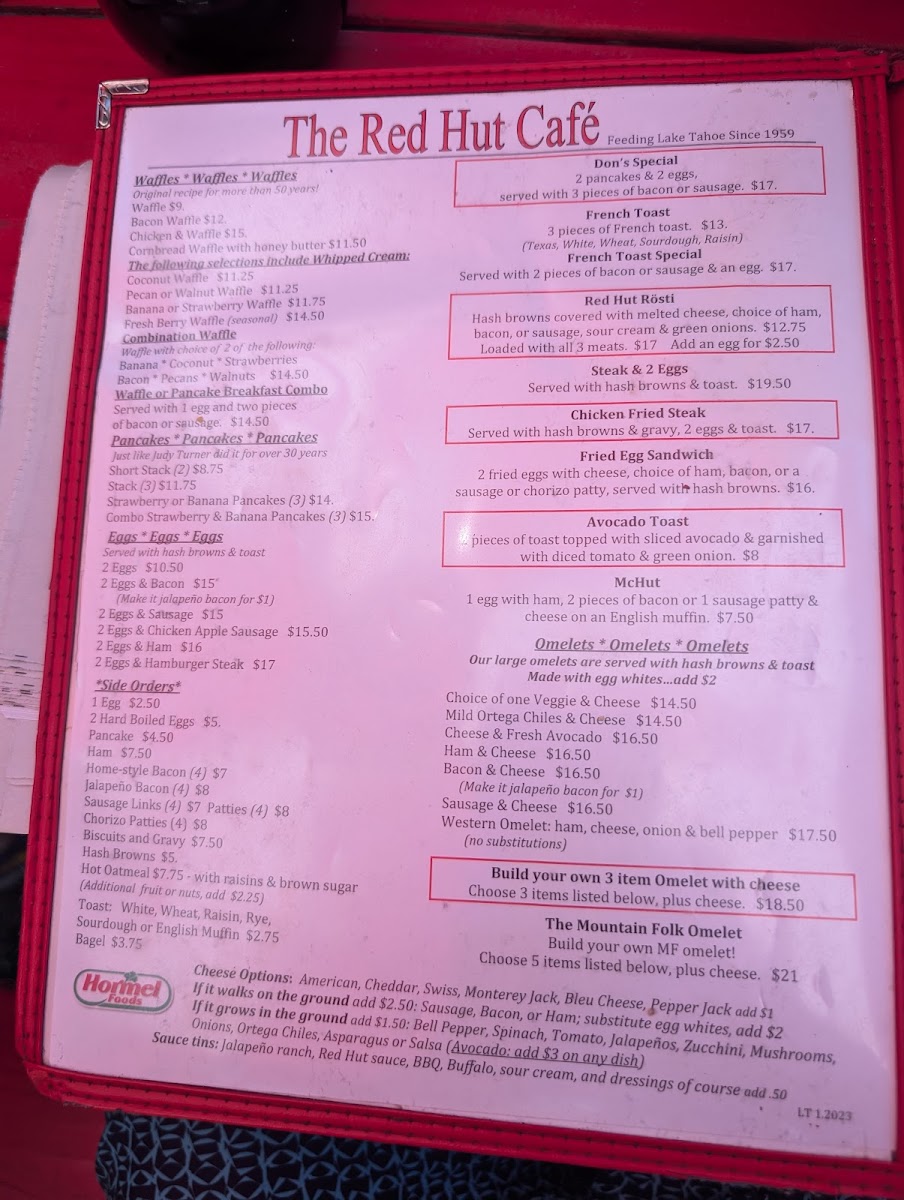 The Red Hut Café Feeding Lake Tahoe Since 1959
Waffles * Waffles * Waffles
Original recipe for more than 50 years!
Waffle $9.
Bacon Waffle $12.
Chicken & Waffle $15.
Cornbread Waffle with honey butter $11.50
The following selections include Whipped Cream:
Coconut Waffle $11.25
Pecan or Walnut Waffle $11.25
Banana or Strawberry Waffle $11.75
Fresh Berry Waffle (seasonal) $14.50
Combination Waffle
Waffle with choice of 2 of the following:
Banana * Coconut * Strawberries
Bacon * Pecans * Walnuts $14.50
Waffle or Pancake Breakfast Combo
Served with 1 egg and two pieces
of bacon or sausage. $14.50
Pancakes * Pancakes * Pancakes
Just like Judy Turner did it for over 30 years
Short Stack (2) $8.75
Stack (3) $11.75
Strawberry or Banana Pancakes (3) $14.
Combo Strawberry & Banana Pancakes (3) $15.
Eggs * Eggs * Eggs
Served with hash browns & toast
2 Eggs $10.50
2 Eggs & Bacon $15
(Make it jalapeño bacon for $1)
2 Eggs & Sausage $15
2 Eggs & Chicken Apple Sausage $15.50
2 Eggs & Ham $16
2 Eggs & Hamburger Steak $17
*Side Orders*
1 Egg $2.50
2 Hard Boiled Eggs $5.
Pancake $4.50
Ham $7.50
Home-style Bacon (4) $7
Jalapeño Bacon (4) $8
Sausage Links (4) $7 Patties (4) $8
Chorizo Patties (4) $8
Biscuits and Gravy $7.50
Hash Browns $5.
Hot Oatmeal $7.75 - with raisins & brown sugar
(Additional fruit or nuts, add $2.25)
Toast: White, Wheat, Raisin, Rye,
Sourdough or English Muffin $2.75
Bagel $3.75
Don's Special
2 pancakes & 2 eggs,
served with 3 pieces of bacon or sausage. $17.
French Toast
3 pieces of French toast. $13.
(Texas, White, Wheat, Sourdough, Raisin)
French Toast Special
Served with 2 pieces of bacon or sausage & an egg. $17.
Red Hut Rösti
Hash browns covered with melted cheese, choice of ham,
bacon, or sausage, sour cream & green onions. $12.75
Loaded with all 3 meats. $17 Add an egg for $2.50
Steak & 2 Eggs
Served with hash browns & toast. $19.50
Chicken Fried Steak
Served with hash browns & gravy, 2 eggs & toast. $17.
Fried Egg Sandwich
2 fried eggs with cheese, choice of ham, bacon, or a
sausage or chorizo patty, served with hash browns. $16.
Avocado Toast
pieces of toast topped with sliced avocado & garnished
with diced tomato & green onion. $8
McHut
1 egg with ham, 2 pieces of bacon or 1 sausage patty &
cheese on an English muffin. $7.50
Omelets * Omelets * Omelets
Our large omelets are served with hash browns & toast
Made with egg whites...add $2
Choice of one Veggie & Cheese $14.50
Mild Ortega Chiles & Cheese $14.50
Cheese & Fresh Avocado $16.50
Ham & Cheese $16.50
Bacon & Cheese $16.50
(Make it jalapeño bacon for $1)
Sausage & Cheese $16.50
Western Omelet: ham, cheese, onion & bell pepper $17.50
(no substitutions)
Build your own 3 item Omelet with cheese
Choose 3 items listed below, plus cheese. $18.50
The Mountain Folk Omelet
Build your own MF omelet!
Choose 5 items listed below, plus cheese. $21
Hormel
Foods
Cheese Options: American, Cheddar, Swiss, Monterey Jack, Bleu Cheese, Pepper Jack add $1
If it walks on the ground add $2.50: Sausage, Bacon, or Ham; substitute egg whites, add $2
If it grows in the ground add $1.50: Bell Pepper, Spinach, Tomato, Jalapeños, Zucchini, Mushrooms,
Onions, Ortega Chiles, Asparagus or Salsa (Avocado: add $3 on any dish)
Sauce tins: Jalapeño ranch, Red Hut sauce, BBQ, Buffalo, sour cream, and dressings of course add .50
LT 1.2023